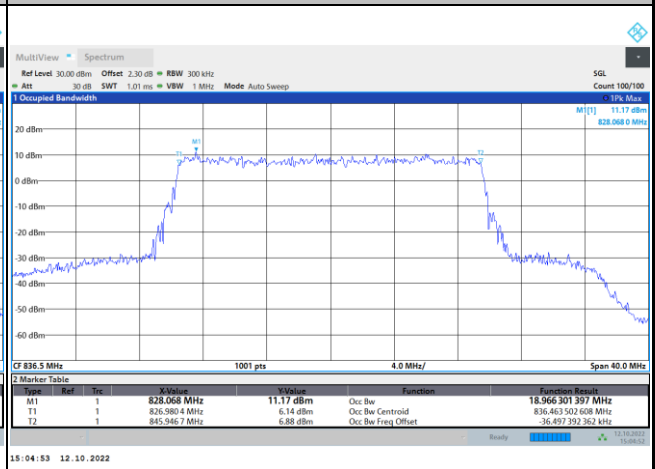 MultiView Spectrum
Ref Level 30.00 dBm Offset 2.30 dB RBW 300 kHz SGL
Att 30 dB SWT 1.01 ms VBW 1 MHz Mode Auto Sweep Count 100/100
1 Occupied Bandwidth 1Pk Max
M1[1] 11.17 dBm
828.068 0 MHz
20 dBm
M1
T1 T2
10 dBm
0 dBm
-10 dBm
-20 dBm
-30 dBm
-40 dBm
-50 dBm
-60 dBm
CF 836.5 MHz 1001 pts 4.0 MHz/ Span 40.0 MHz
2 Marker Table
Type Ref Trc X-Value Y-Value Function Function Result
M1 1 828.068 MHz 11.17 dBm Occ Bw 18.966 301 397 MHz
T1 1 826.980 4 MHz 6.14 dBm Occ Bw Centroid 836.463 502 608 MHz
T2 1 845.946 7 MHz 6.88 dBm Occ Bw Freq Offset -36.497 392 362 kHz
Ready 12.10.2022
15:04:52
15:04:53 12.10.2022